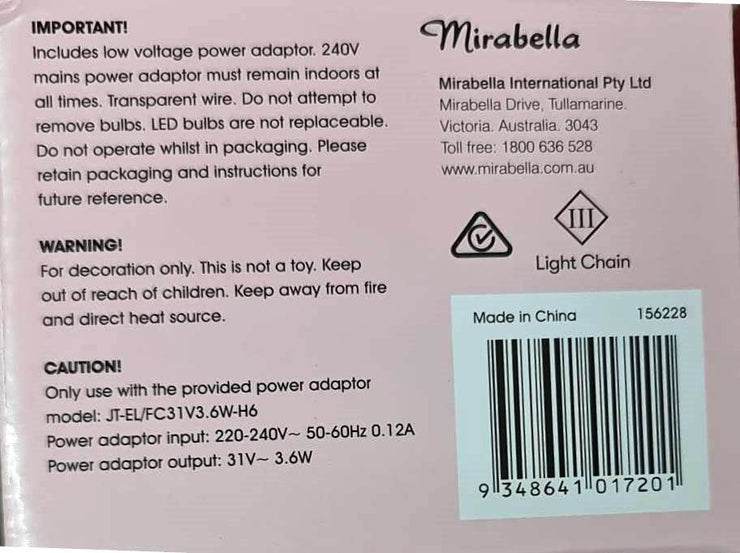 IMPORTANT!
Includes low voltage power adaptor. 240V
mains power adaptor must remain indoors at
all times. Transparent wire. Do not attempt to
remove bulbs. LED bulbs are not replaceable.
Do not operate whilst in packaging. Please
retain packaging and instructions for
future reference.
WARNING!
For decoration only. This is not a toy. Keep
out of reach of children. Keep away from fire
and direct heat source.
CAUTION!
Only use with the provided power adaptor
model: JT-EL/FC31V3.6W-H6
Power adaptor input: 220-240V~ 50-60Hz 0.12A
Power adaptor output: 31V~ 3.6W
Mirabella
Mirabella International Pty Ltd
Mirabella Drive, Tullamarine.
Victoria. Australia. 3043
Toll free: 1800 636 528
www.mirabella.com.au
III
Light Chain
Made in China 156228
9 348641 017201